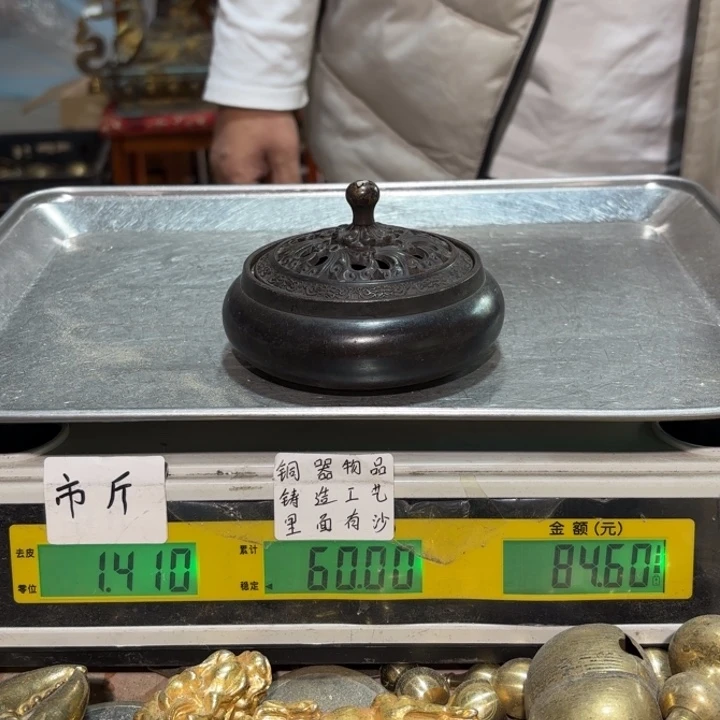 市斤
铜器物品
铸造工艺
里面有沙
金额(元)
去皮
零位
1.410
累计
稳定
60.00
84.60